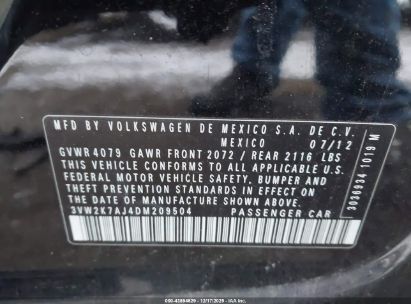 MFD BY VOLKSWAGEN DE MEXICO S.A. DE C.V.
MEXICO 07/12
GVWR 4079 GAWR FRONT 2072 / REAR 2116 LBS
THIS VEHICLE CONFORMS TO ALL APPLICABLE U.S.
FEDERAL MOTOR VEHICLE SAFETY, BUMPER AND
THEFT PREVENTION STANDARDS IN EFFECT ON
THE DATE OF MANUFACTURE SHOWN ABOVE.
3VW2K7AJ4DM209504 PASSENGER CAR
3030934 1019 M